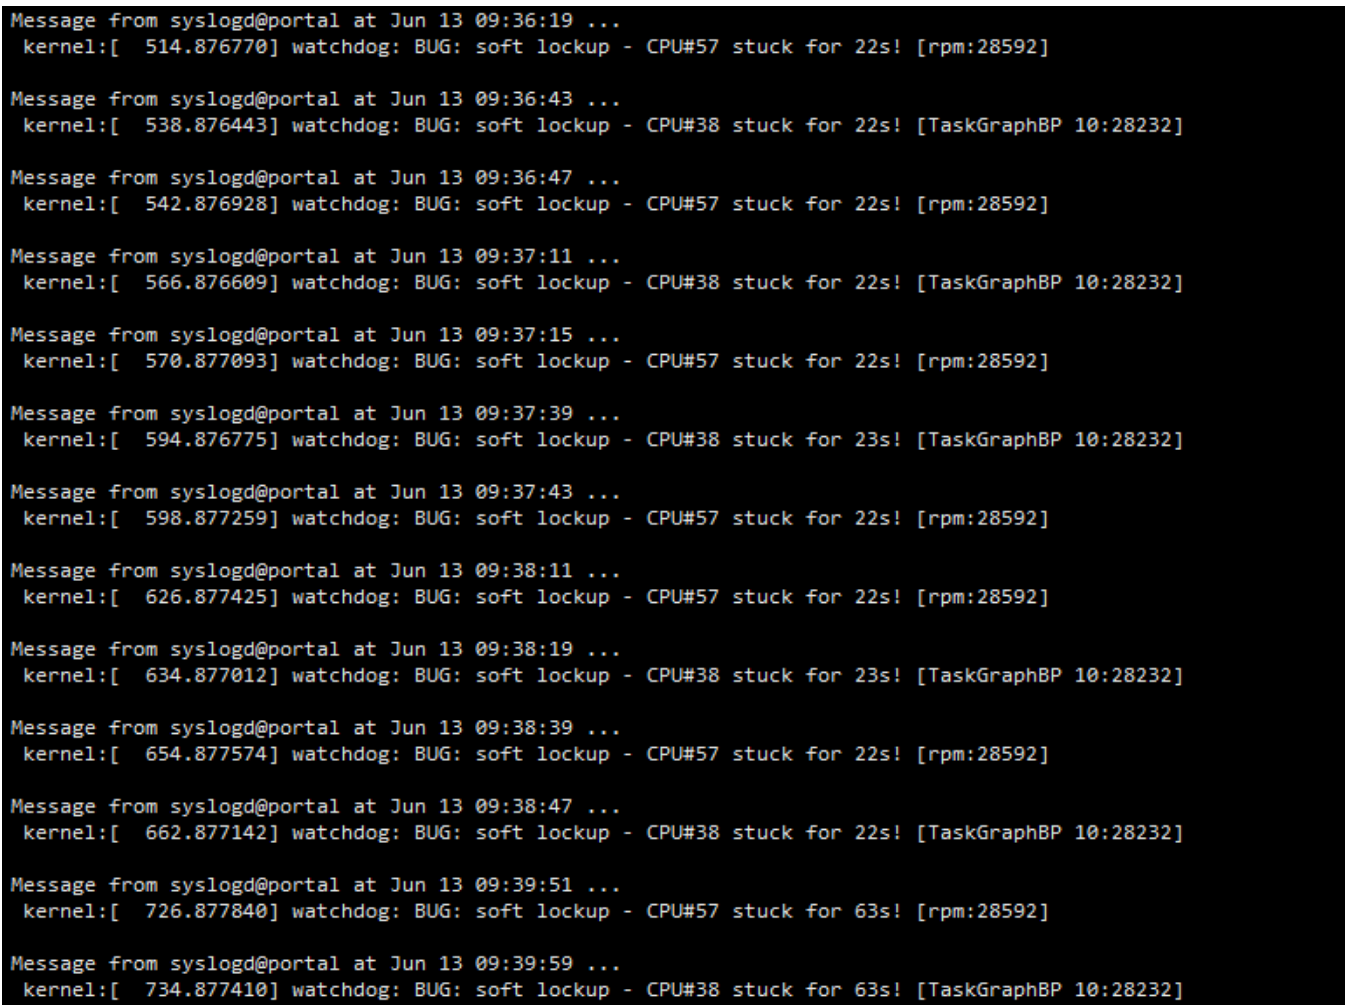 Message from syslogd@portal at Jun 13 09:36:19 ...
 kernel:[  514.876770] watchdog: BUG: soft lockup - CPU#57 stuck for 22s! [rpm:28592]

Message from syslogd@portal at Jun 13 09:36:43 ...
 kernel:[  538.876443] watchdog: BUG: soft lockup - CPU#38 stuck for 22s! [TaskGraphBP 10:28232]

Message from syslogd@portal at Jun 13 09:36:47 ...
 kernel:[  542.876928] watchdog: BUG: soft lockup - CPU#57 stuck for 22s! [rpm:28592]

Message from syslogd@portal at Jun 13 09:37:11 ...
 kernel:[  566.876609] watchdog: BUG: soft lockup - CPU#38 stuck for 22s! [TaskGraphBP 10:28232]

Message from syslogd@portal at Jun 13 09:37:15 ...
 kernel:[  570.877093] watchdog: BUG: soft lockup - CPU#57 stuck for 22s! [rpm:28592]

Message from syslogd@portal at Jun 13 09:37:39 ...
 kernel:[  594.876775] watchdog: BUG: soft lockup - CPU#38 stuck for 23s! [TaskGraphBP 10:28232]

Message from syslogd@portal at Jun 13 09:37:43 ...
 kernel:[  598.877259] watchdog: BUG: soft lockup - CPU#57 stuck for 22s! [rpm:28592]

Message from syslogd@portal at Jun 13 09:38:11 ...
 kernel:[  626.877425] watchdog: BUG: soft lockup - CPU#57 stuck for 22s! [rpm:28592]

Message from syslogd@portal at Jun 13 09:38:19 ...
 kernel:[  634.877012] watchdog: BUG: soft lockup - CPU#38 stuck for 23s! [TaskGraphBP 10:28232]

Message from syslogd@portal at Jun 13 09:38:39 ...
 kernel:[  654.877574] watchdog: BUG: soft lockup - CPU#57 stuck for 22s! [rpm:28592]

Message from syslogd@portal at Jun 13 09:38:47 ...
 kernel:[  662.877142] watchdog: BUG: soft lockup - CPU#38 stuck for 22s! [TaskGraphBP 10:28232]

Message from syslogd@portal at Jun 13 09:39:51 ...
 kernel:[  726.877840] watchdog: BUG: soft lockup - CPU#57 stuck for 63s! [rpm:28592]

Message from syslogd@portal at Jun 13 09:39:59 ...
 kernel:[  734.877410] watchdog: BUG: soft lockup - CPU#38 stuck for 63s! [TaskGraphBP 10:28232]